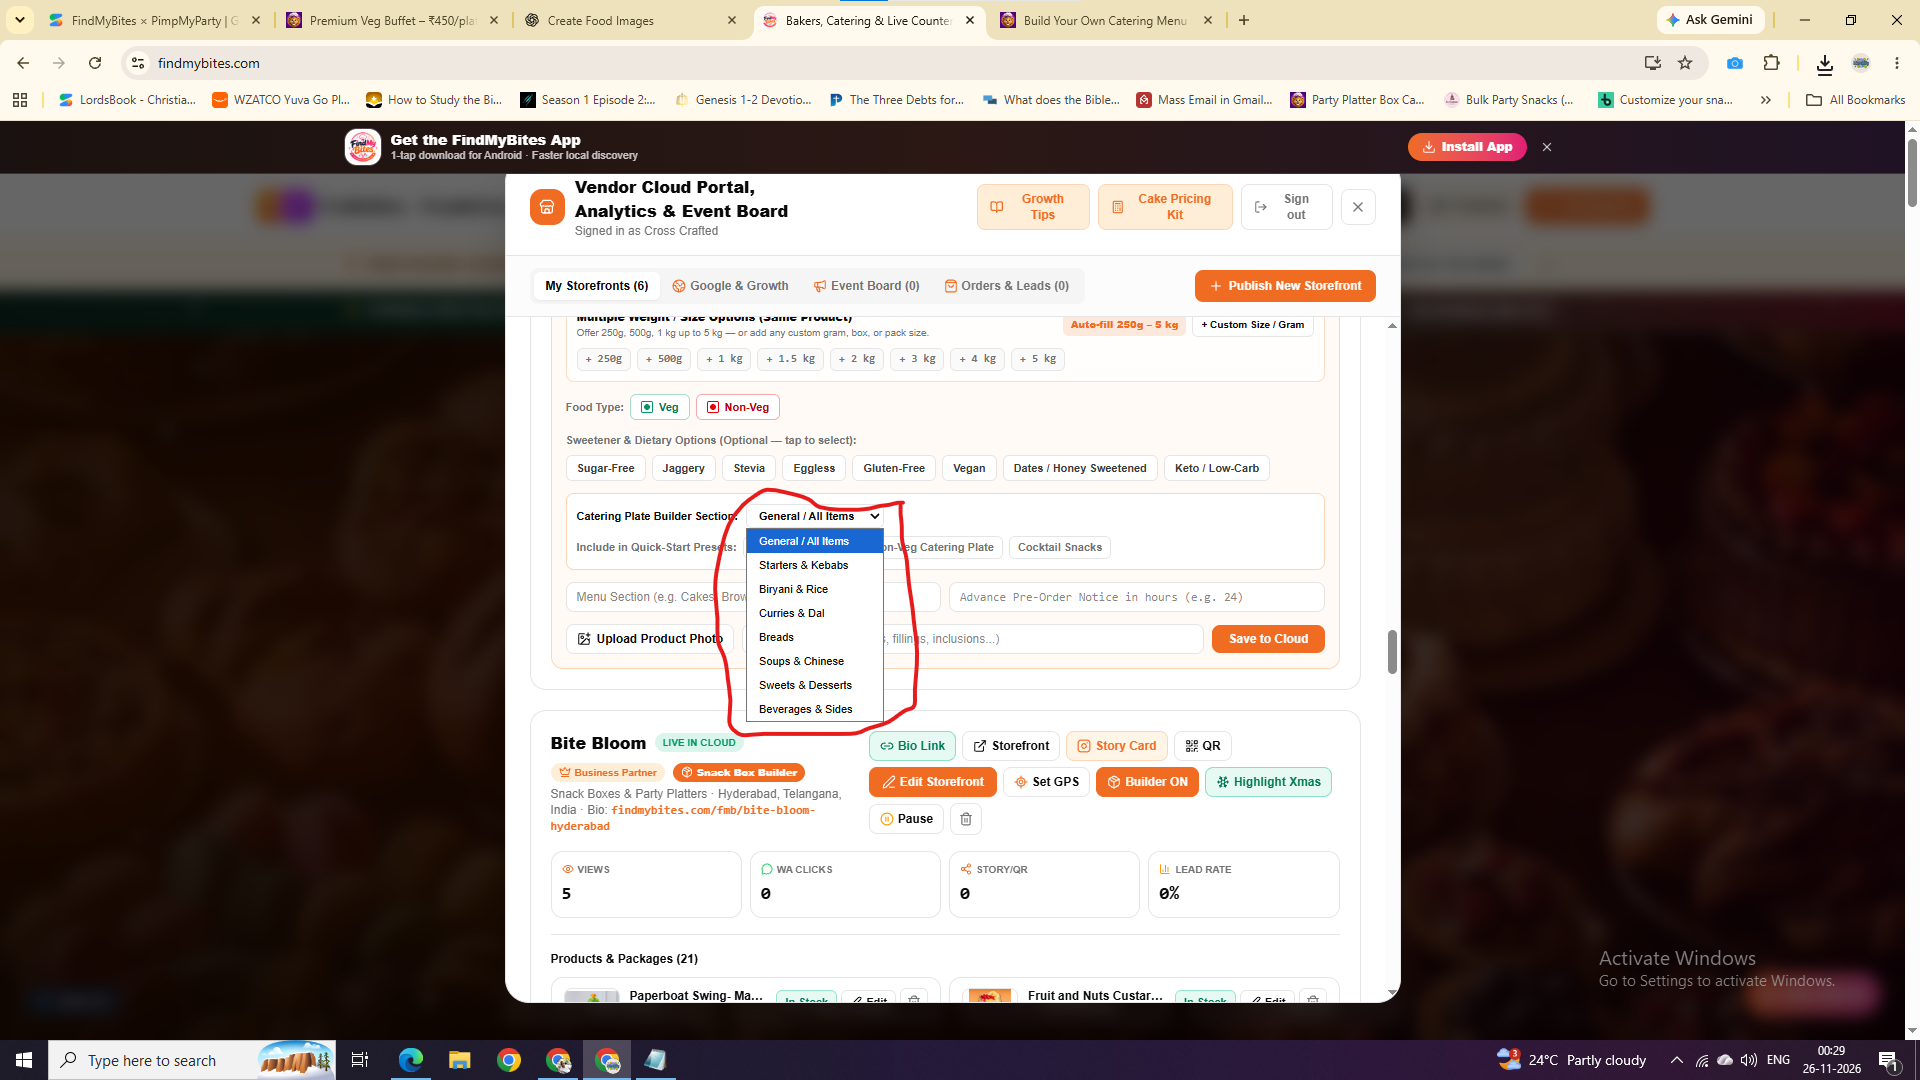 FindMyBites × PimpMyParty | G
Premium Veg Buffet – ₹450/pla
Create Food Images
Bakers, Catering & Live Counte
Build Your Own Catering Menu
Ask Gemini
findmybites.com
LordsBook - Christia...
WZATCO Yuva Go Pl...
How to Study the Bi...
Season 1 Episode 2:...
Genesis 1-2 Devotio...
The Three Debts for...
What does the Bible...
Mass Email in Gmail...
Party Platter Box Ca...
Bulk Party Snacks (...
Customize your sna...
All Bookmarks
Get the FindMyBites App
1-tap download for Android · Faster local discovery
Install App
Vendor Cloud Portal,
Analytics & Event Board
Signed in as Cross Crafted
Growth
Tips
Cake Pricing
Kit
Sign
out
My Storefronts (6)
Google & Growth
Event Board (0)
Orders & Leads (0)
Publish New Storefront
Multiple Weight / Size Options (Same Product)
Offer 250g, 500g, 1 kg up to 5 kg — or add any custom gram, box, or pack size.
Auto-fill 250g – 5 kg
+ Custom Size / Gram
+ 250g
+ 500g
+ 1 kg
+ 1.5 kg
+ 2 kg
+ 3 kg
+ 4 kg
+ 5 kg
Food Type:
Veg
Non-Veg
Sweetener & Dietary Options (Optional — tap to select):
Sugar-Free
Jaggery
Stevia
Eggless
Gluten-Free
Vegan
Dates / Honey Sweetened
Keto / Low-Carb
Catering Plate Builder Section:
General / All Items
General / All Items
Starters & Kebabs
Biryani & Rice
Curries & Dal
Breads
Soups & Chinese
Sweets & Desserts
Beverages & Sides
Include in Quick-Start Presets:
on-Veg Catering Plate
Cocktail Snacks
Menu Section (e.g. Cakes, Brow
Advance Pre-Order Notice in hours (e.g. 24)
Upload Product Photo
, fillings, inclusions...)
Save to Cloud
Bite Bloom
LIVE IN CLOUD
Business Partner
Snack Box Builder
Snack Boxes & Party Platters · Hyderabad, Telangana,
India · Bio: findmybites.com/fmb/bite-bloom-
hyderabad
Bio Link
Storefront
Story Card
QR
Edit Storefront
Set GPS
Builder ON
Highlight Xmas
Pause
VIEWS
5
WA CLICKS
0
STORY/QR
0
LEAD RATE
0%
Products & Packages (21)
Paperboat Swing- Ma...
In Stock
Edit
Fruit and Nuts Custar...
In Stock
Edit
Activate Windows
Go to Settings to activate Windows.
Type here to search
3
24°C Partly cloudy
ENG
00:29
26-11-2026
1